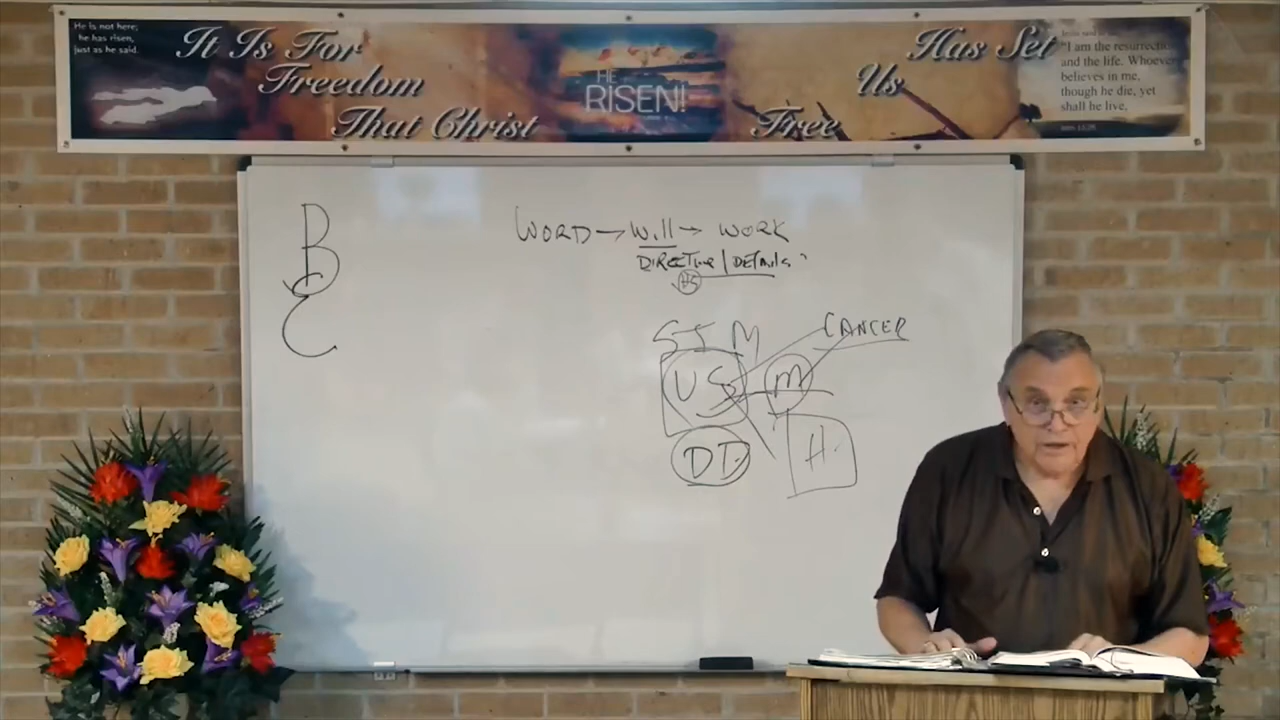 He is not here;
he has risen,
just as he said.
It Is For
Freedom
That Christ
HE
RISEN!
Has Set
Us
Free
"I am the resurrection
and the life. Whoever
believes in me,
though he die, yet
shall he live.
B
C
WORD → Will → WORK
DIRECTIVE / DETAILS
HS
S J M
CANCER
US
M
DD
H